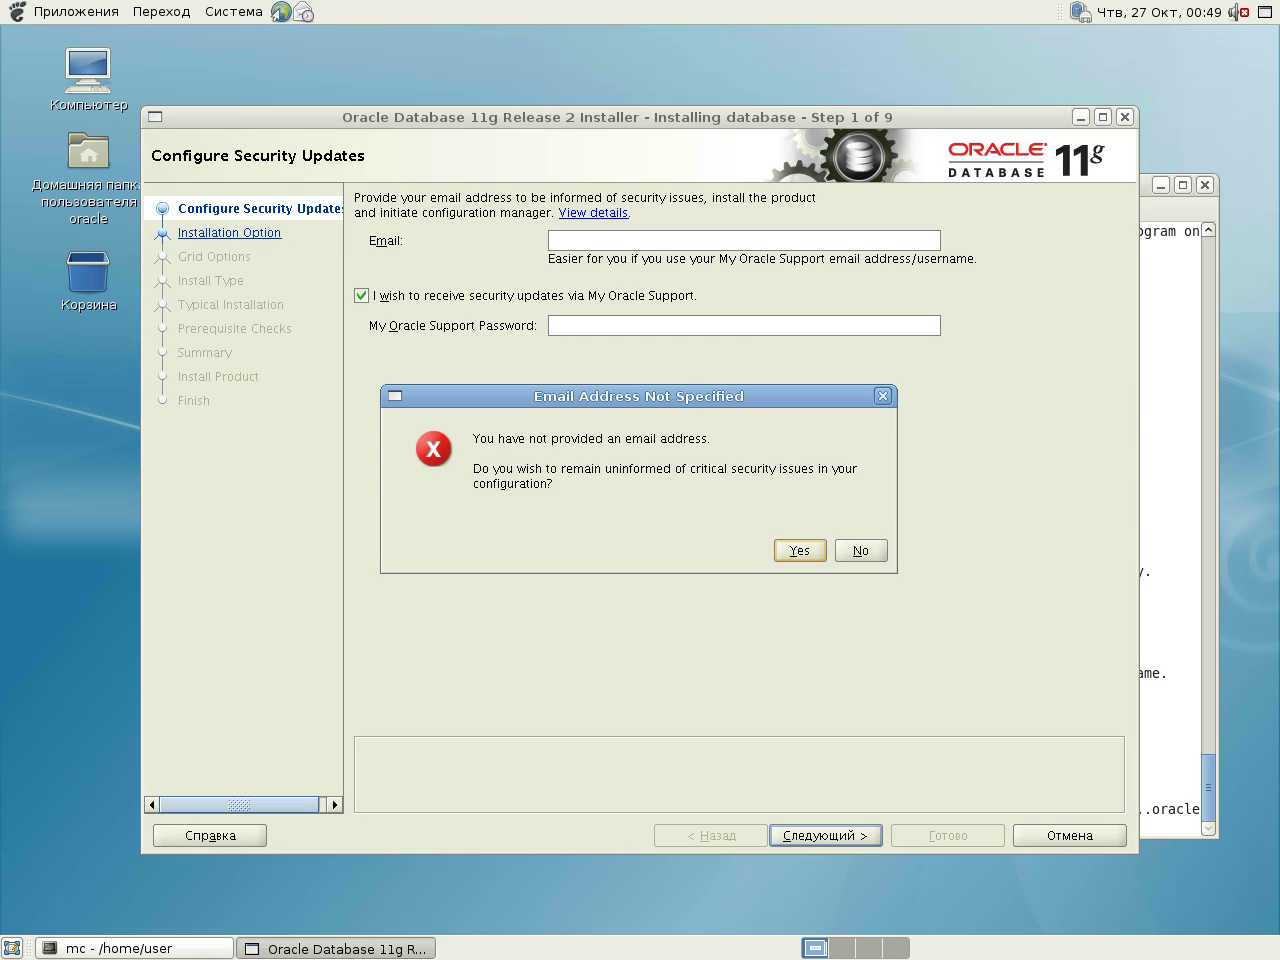 Приложения Переход Система
Чтв, 27 Окт, 00:49
Компьютер
Домашняя папк
пользователя
oracle
Корзина
Oracle Database 11g Release 2 Installer - Installing database - Step 1 of 9
Configure Security Updates
ORACLE
DATABASE
11g
Configure Security Updates
Installation Option
Grid Options
Install Type
Typical Installation
Prerequisite Checks
Summary
Install Product
Finish
Provide your email address to be informed of security issues, install the product
and initiate configuration manager. View details.
Email:
Easier for you if you use your My Oracle Support email address/username.
I wish to receive security updates via My Oracle Support.
My Oracle Support Password:
Email Address Not Specified
You have not provided an email address.
Do you wish to remain uninformed of critical security issues in your
configuration?
Yes No
ogram on
y.
ame.
..oracle
Справка
< Назад Следующий > Готово Отмена
mc - /home/user
Oracle Database 11g R...